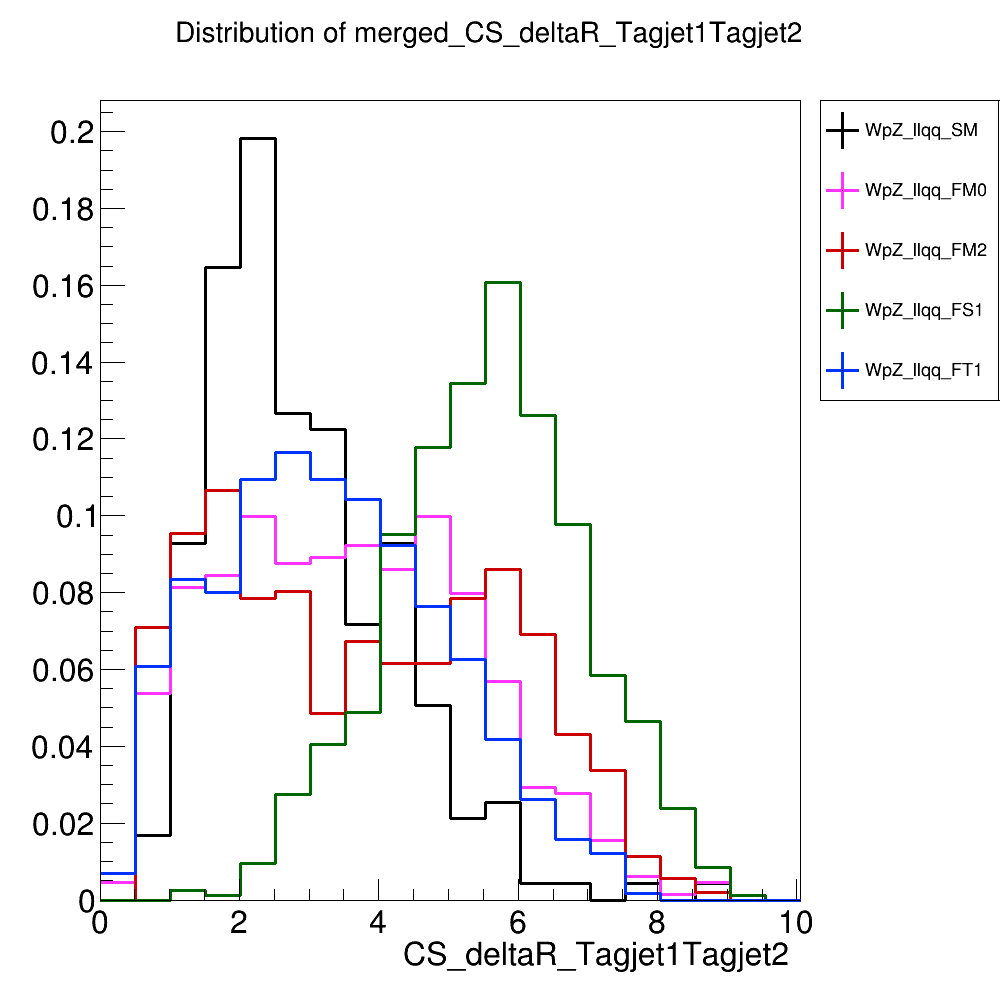 Distribution of merged_CS_deltaR_Tagjet1Tagjet2
WpZ_llqq_SM
WpZ_llqq_FM0
WpZ_llqq_FM2
WpZ_llqq_FS1
WpZ_llqq_FT1
0.2
0.18
0.16
0.14
0.12
0.1
0.08
0.06
0.04
0.02
0
0 2 4 6 8 10
CS_deltaR_Tagjet1Tagjet2